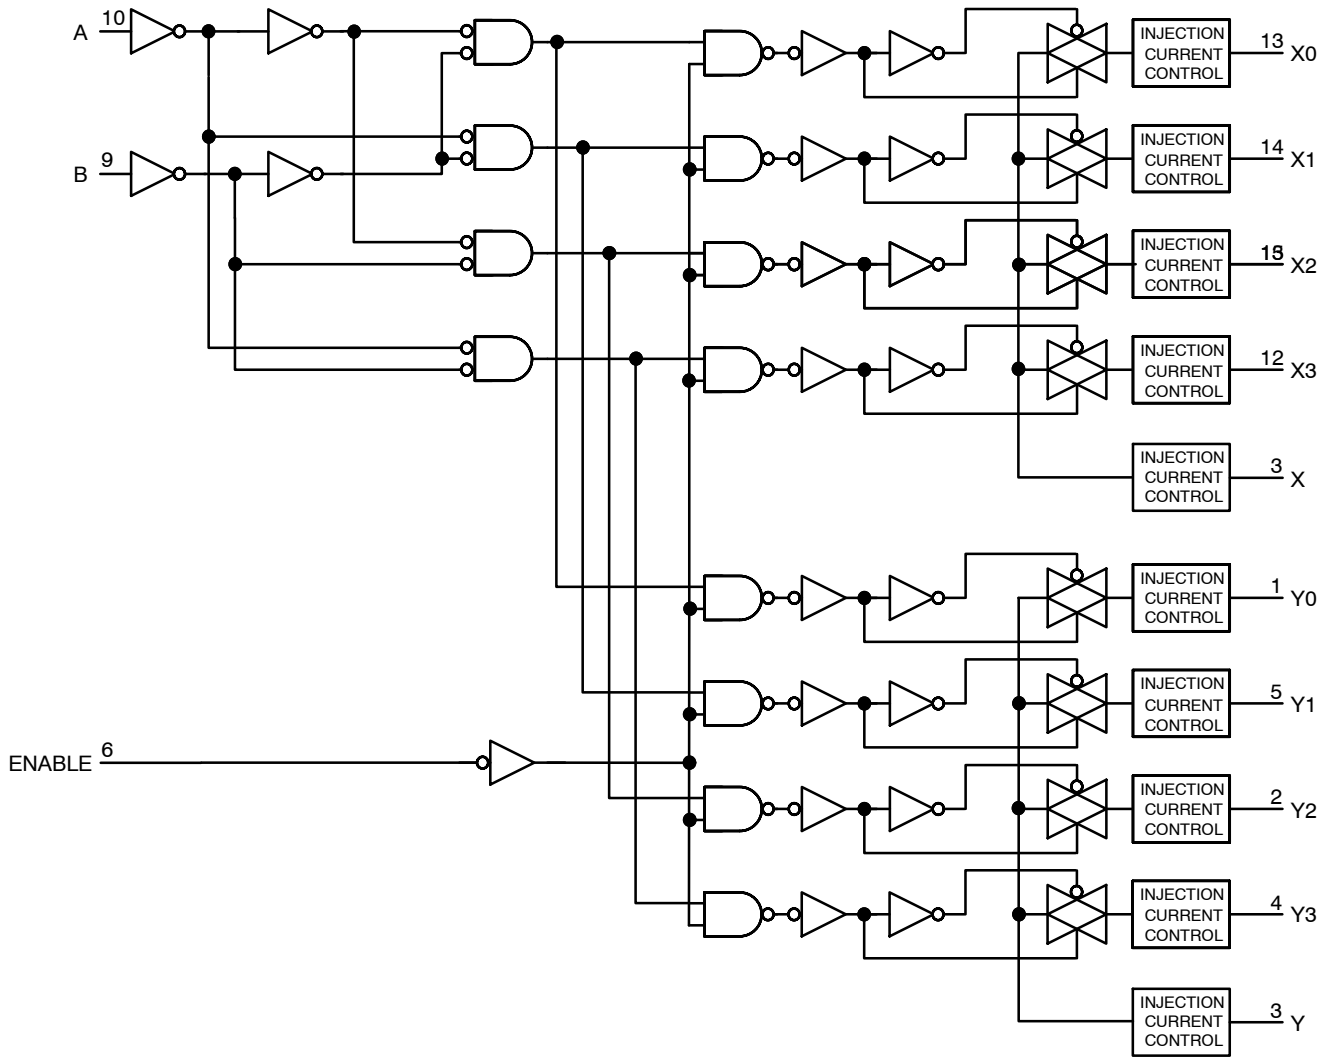 A 10
INJECTION
CURRENT
CONTROL
13 X0
INJECTION
CURRENT
CONTROL
14 X1
B 9
INJECTION
CURRENT
CONTROL
X2
INJECTION
CURRENT
CONTROL
12 X3
INJECTION
CURRENT
CONTROL
3 X
INJECTION
CURRENT
CONTROL
1 Y0
INJECTION
CURRENT
CONTROL
5 Y1
ENABLE 6
INJECTION
CURRENT
CONTROL
2 Y2
INJECTION
CURRENT
CONTROL
4 Y3
INJECTION
CURRENT
CONTROL
3 Y